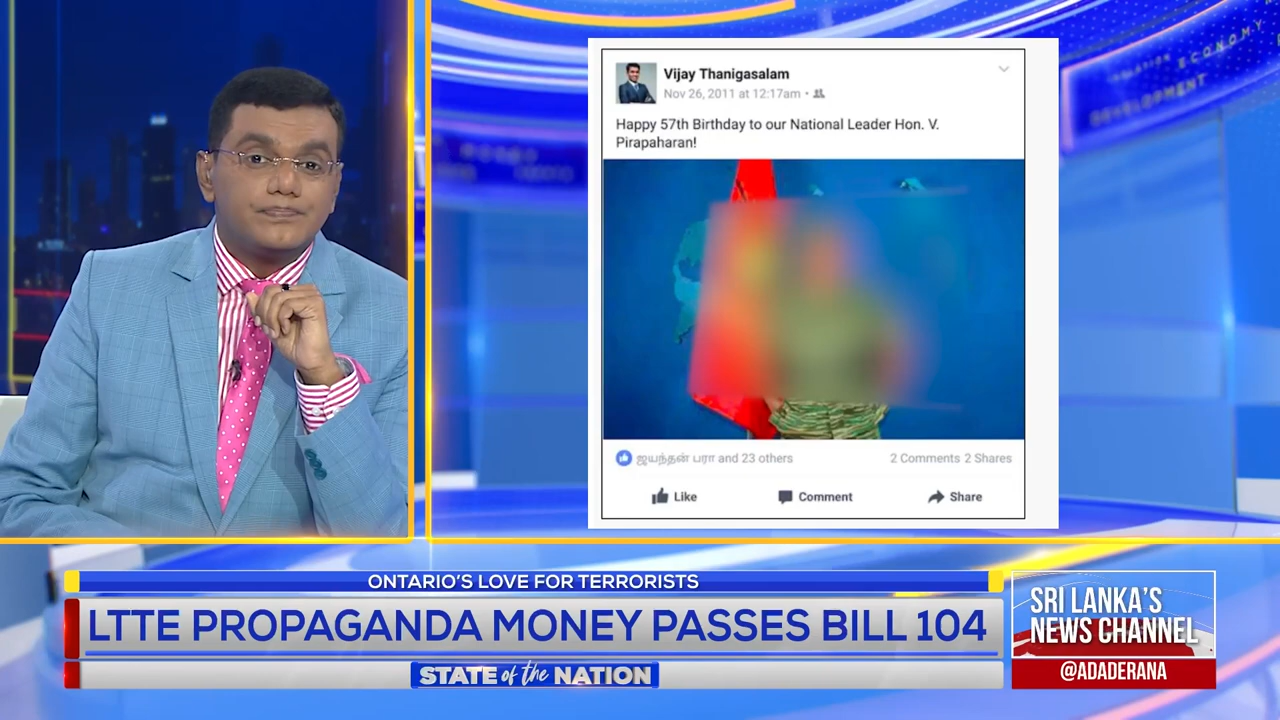 Vijay Thanigasalam
Nov 26, 2011 at 12:17am
Happy 57th Birthday to our National Leader Hon. V.
Pirapaharan!
ஜயந்தன் பரா and 23 others
2 Comments 2 Shares
Like
Comment
Share
ECONOMY
DEVELOPMENT
ONTARIO'S LOVE FOR TERRORISTS
LTTE PROPAGANDA MONEY PASSES BILL 104
STATE of the NATION
SRI LANKA'S
NEWS CHANNEL
@ADADERANA